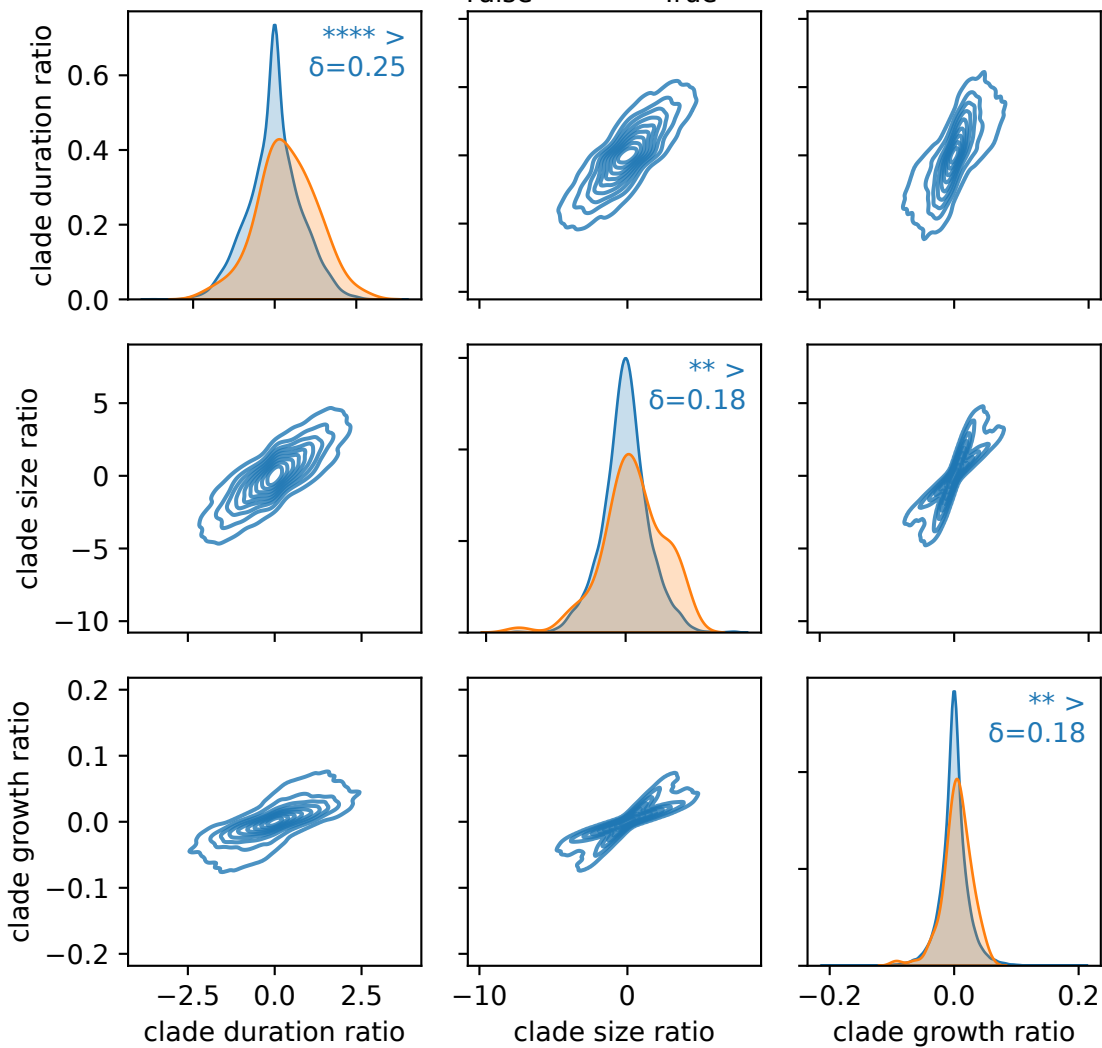 False True
clade duration ratio
0.6
0.4
0.2
0.0
**** >
δ=0.25
clade size ratio
5
0
−5
−10
** >
δ=0.18
clade growth ratio
0.2
0.1
0.0
−0.1
−0.2
** >
δ=0.18
−2.5 0.0 2.5
−10 0
−0.2 0.0 0.2
clade duration ratio
clade size ratio
clade growth ratio